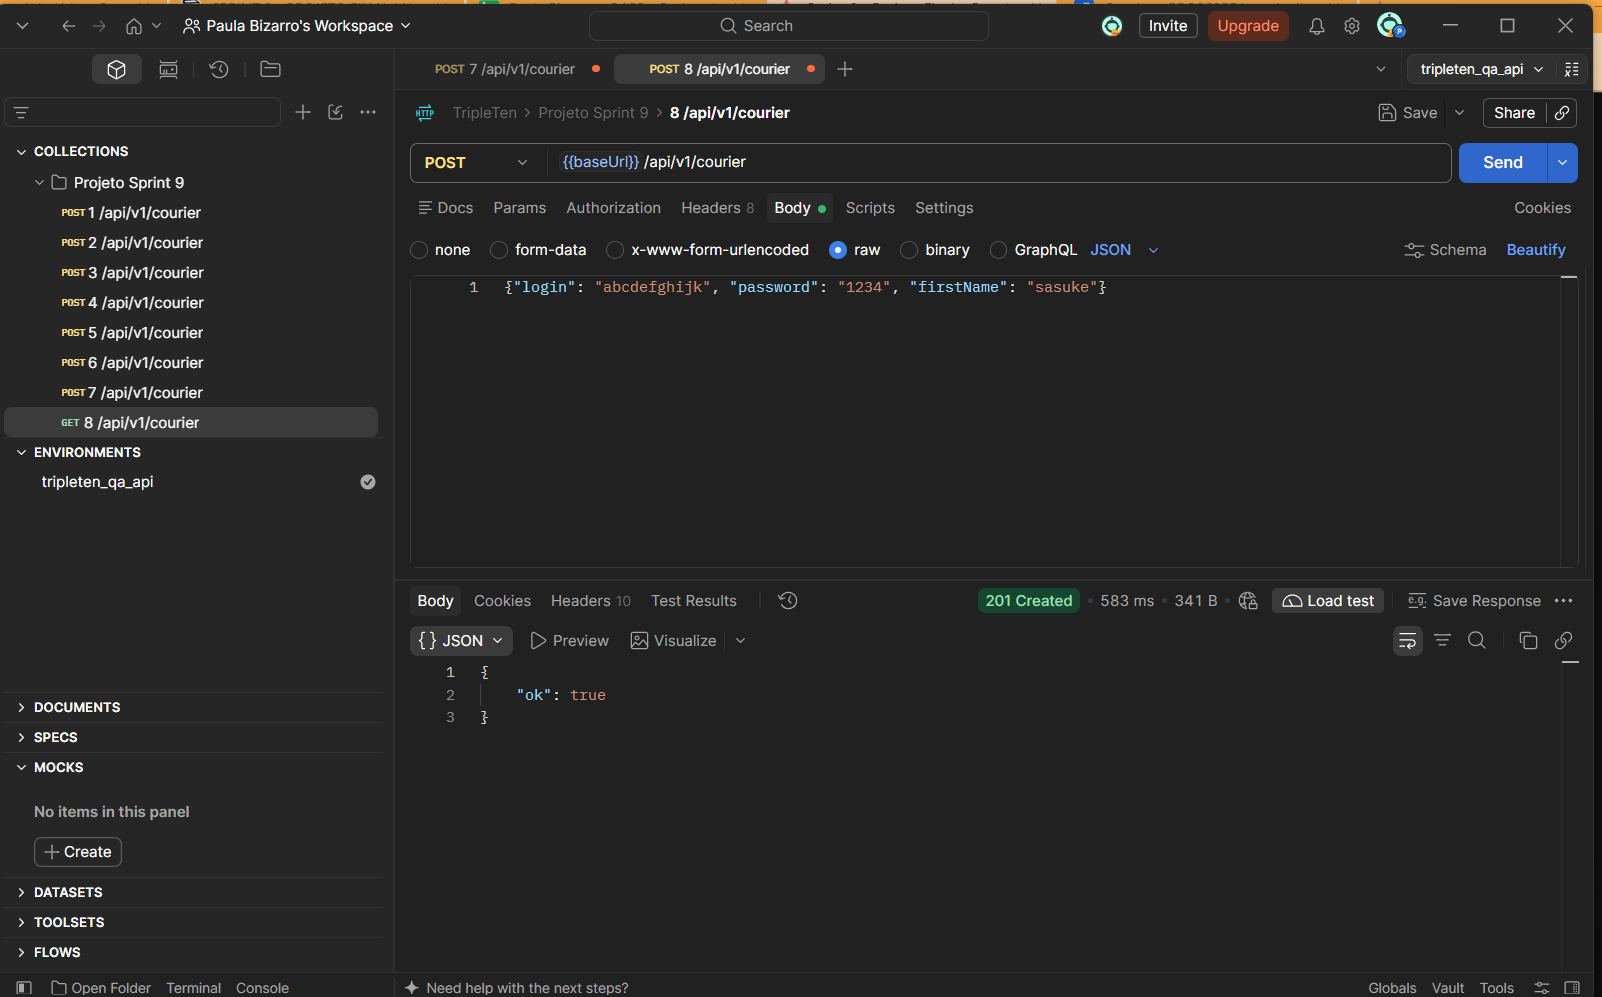 Paula Bizarro's Workspace
Search
Invite
Upgrade
POST 7 /api/v1/courier
POST 8 /api/v1/courier
tripleten_qa_api
HTTP
TripleTen > Projeto Sprint 9 > 8 /api/v1/courier
Save
Share
COLLECTIONS
Projeto Sprint 9
POST 1 /api/v1/courier
POST 2 /api/v1/courier
POST 3 /api/v1/courier
POST 4 /api/v1/courier
POST 5 /api/v1/courier
POST 6 /api/v1/courier
POST 7 /api/v1/courier
GET 8 /api/v1/courier
ENVIRONMENTS
tripleten_qa_api
DOCUMENTS
SPECS
MOCKS
No items in this panel
+ Create
DATASETS
TOOLSETS
FLOWS
POST {{baseUrl}} /api/v1/courier
Send
Docs Params Authorization Headers 8 Body Scripts Settings
Cookies
none form-data x-www-form-urlencoded raw binary GraphQL JSON
Schema Beautify
1 {"login": "abcdefghijk", "password": "1234", "firstName": "sasuke"}
Body Cookies Headers 10 Test Results
201 Created • 583 ms • 341 B
Load test
e.g. Save Response
{} JSON Preview Visualize
1 {
2 "ok": true
3 }
Open Folder Terminal Console
Need help with the next steps?
Globals Vault Tools